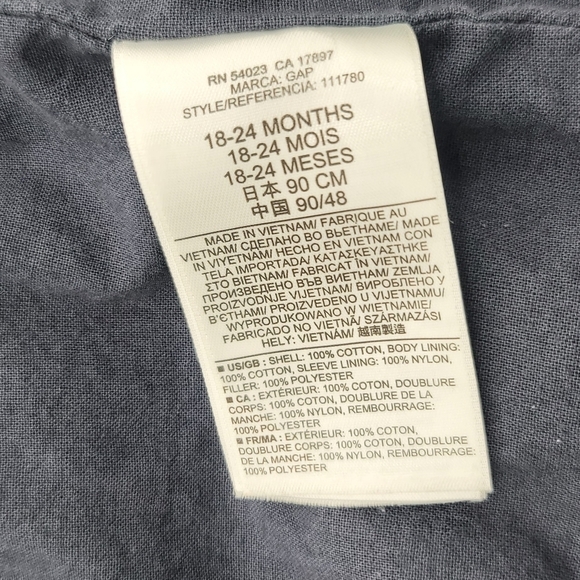 RN 54023 CA 17897
MARCA: GAP
STYLE/REFERENCIA: 111780
18-24 MONTHS
18-24 MOIS
18-24 MESES
日本 90 CM
中国 90/48
MADE IN VIETNAM/ FABRIQUE AU
VIETNAM/ СДЕЛАНО ВО ВЬЕТНАМЕ/ MADE
IN VIYETNAM/ HECHO EN VIETNAM CON
TELA IMPORTADA/ ΚΑΤΑΣΚΕΥΑΣΤΗΚΕ
ΣΤΟ ΒΙΕΤΝΑΜ/ FABRICAT ÎN VIETNAM/
ПРОИЗВЕДЕНО ВЪВ ВИЕТНАМ/ ZEMLJA
PROIZVODNJE VIJETNAM/ ВИРОБЛЕНО У
В'ЄТНАМІ/ PROIZVEDENO U VIJETNAMU/
WYPRODUKOWANO W WIETNAMIE/
FABRICADO NO VIETNÃ/ SZÁRMAZÁSI
HELY: VIETNÁM/ 越南製造
■ US/GB : SHELL: 100% COTTON, BODY LINING:
100% COTTON, SLEEVE LINING: 100% NYLON,
FILLER: 100% POLYESTER
■ CA : EXTÉRIEUR: 100% COTON, DOUBLURE
CORPS: 100% COTON, DOUBLURE DE LA
MANCHE: 100% NYLON, REMBOURRAGE:
100% POLYESTER
■ FR/MA : EXTÉRIEUR: 100% COTON,
DOUBLURE CORPS: 100% COTON, DOUBLURE
DE LA MANCHE: 100% NYLON, REMBOURRAGE:
100% POLYESTER